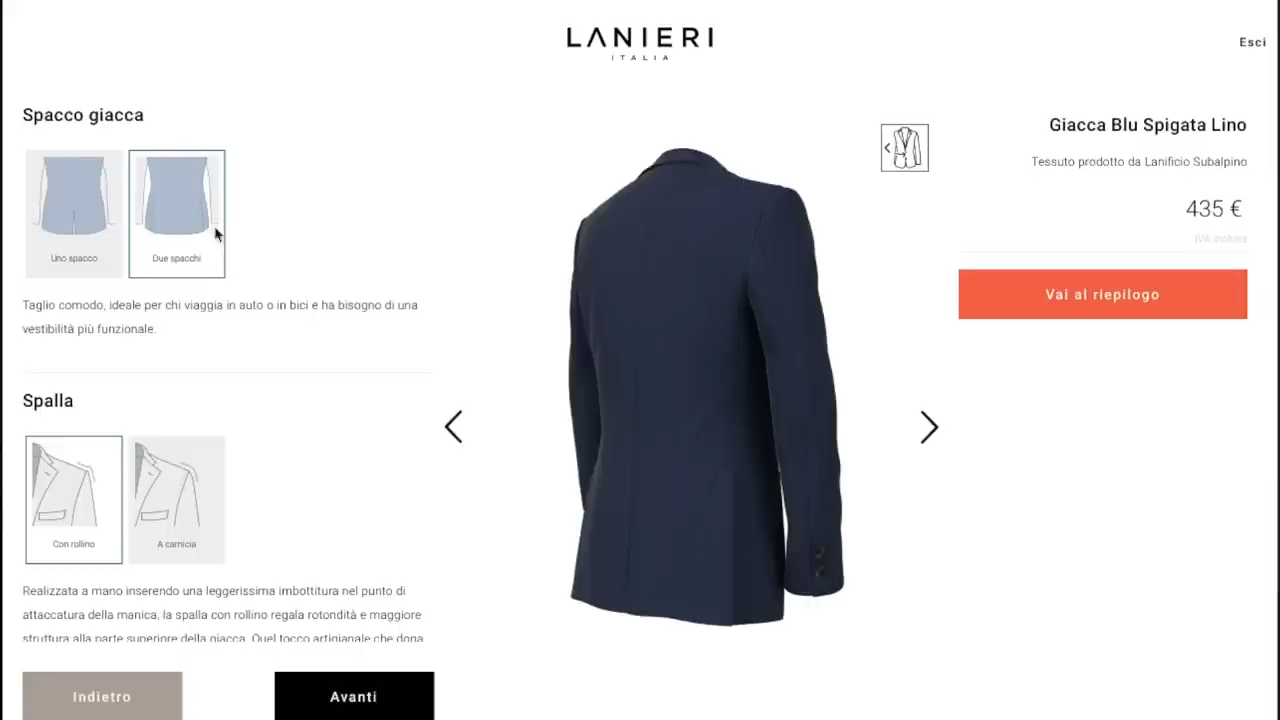 LANIERI
ITALIA
Esci
Spacco giacca
Uno spacco
Due spacchi
Taglio comodo, ideale per chi viaggia in auto o in bici e ha bisogno di una
vestibilità più funzionale.
Spalla
Con rollino
A camicia
Realizzata a mano inserendo una leggerissima imbottitura nel punto di
attaccatura della manica, la spalla con rollino regala rotondità e maggiore
struttura alla parte superiore della giacca. Quel tocco artigianale che dona
Indietro
Avanti
Giacca Blu Spigata Lino
Tessuto prodotto da Lanificio Subalpino
435 €
IVA inclusa
Vai al riepilogo